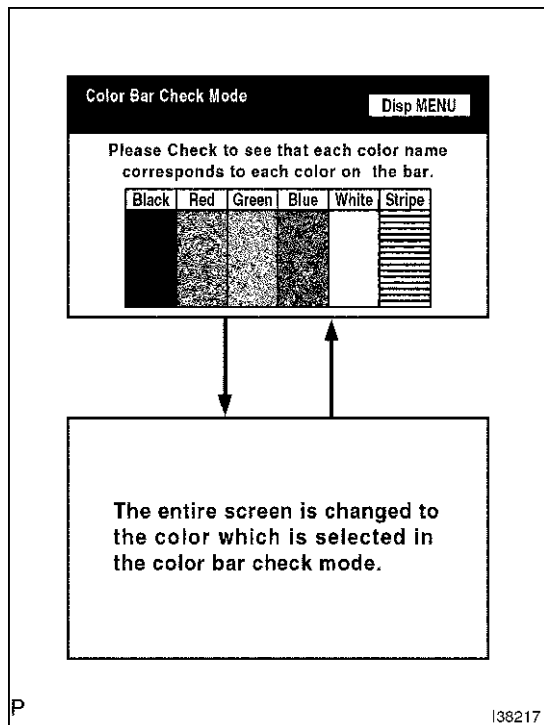 Color Bar Check Mode
Disp MENU
Please Check to see that each color name
corresponds to each color on the bar.
Black Red Green Blue White Stripe
The entire screen is changed to
the color which is selected in
the color bar check mode.
P
I38217